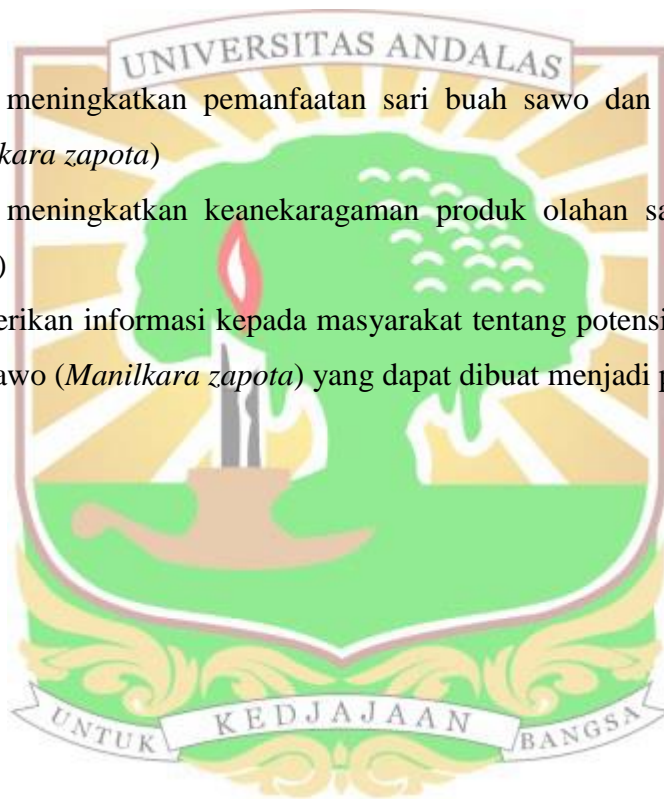 UNIVERSITAS ANDALAS
meningkatkan pemanfaatan sari buah sawo dan
kara zapota)
meningkatkan keanekaragaman produk olahan sa
)
erikan informasi kepada masyarakat tentang potensi
awo (Manilkara zapota) yang dapat dibuat menjadi p
UNTUK KEDJAJAAN BANGSA